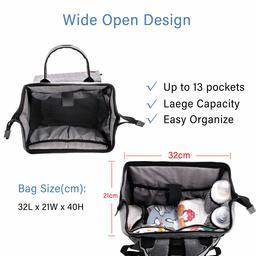 Wide Open Design
Up to 13 pockets
Laege Capacity
Easy Organize
32cm
21cm
Bag Size(cm):
32L x 21W x 40H